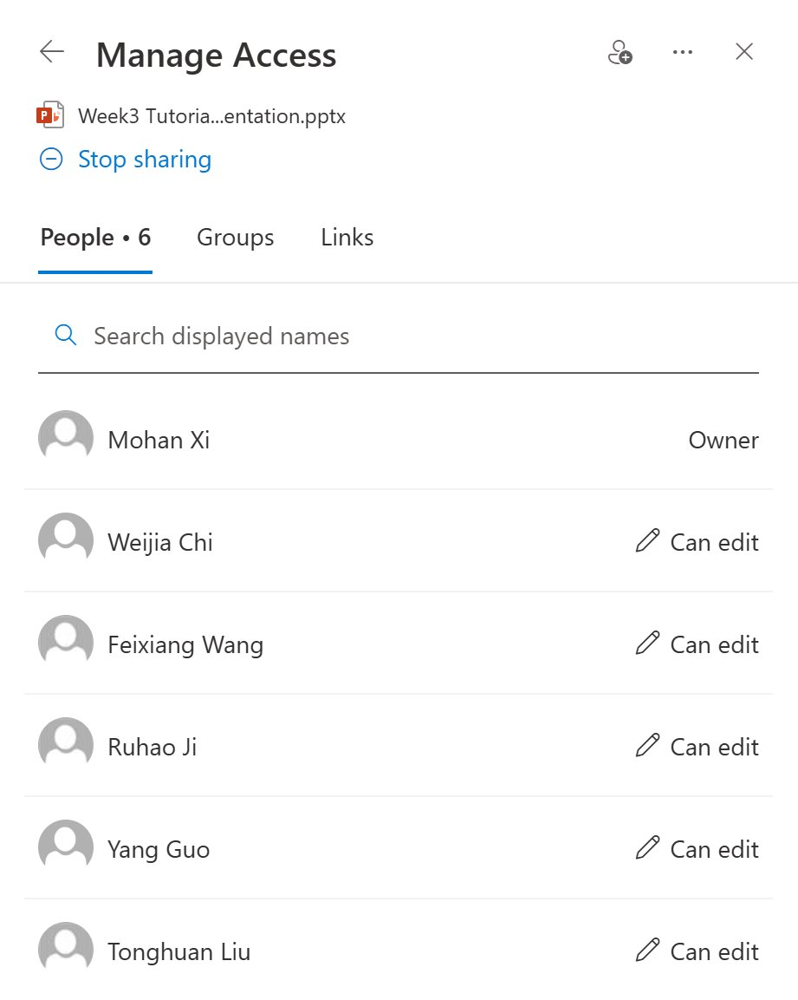 Manage Access
P
Week3 Tutoria...entation.pptx
Stop sharing
People • 6 Groups Links
Search displayed names
Mohan Xi Owner
Weijia Chi Can edit
Feixiang Wang Can edit
Ruhao Ji Can edit
Yang Guo Can edit
Tonghuan Liu Can edit